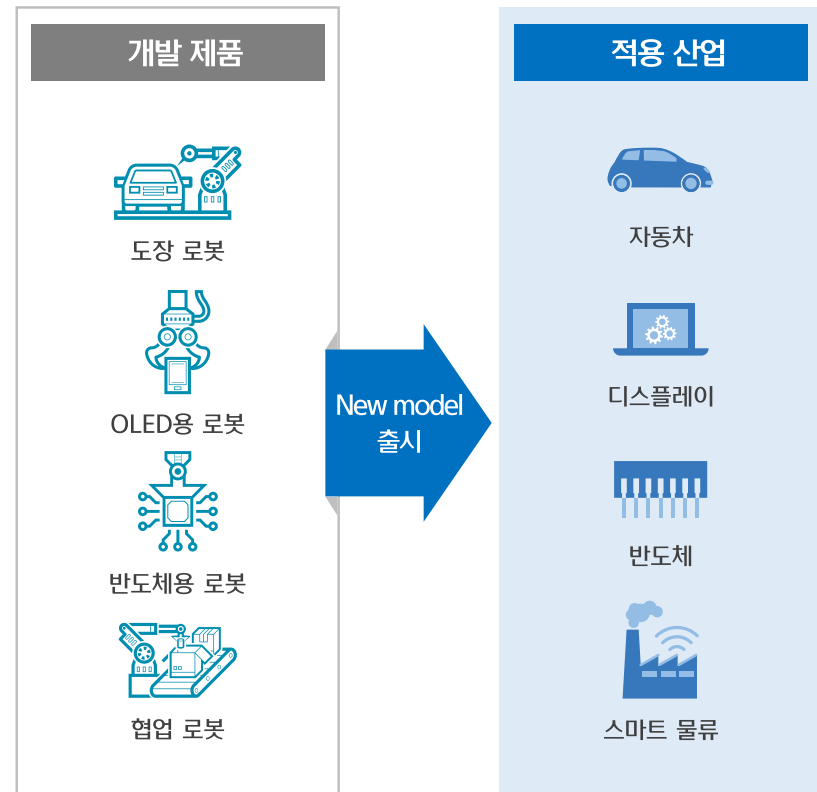 개발 제품
도장 로봇
OLED용 로봇
반도체용 로봇
협업 로봇
New model
출시
적용 산업
자동차
디스플레이
반도체
스마트 물류